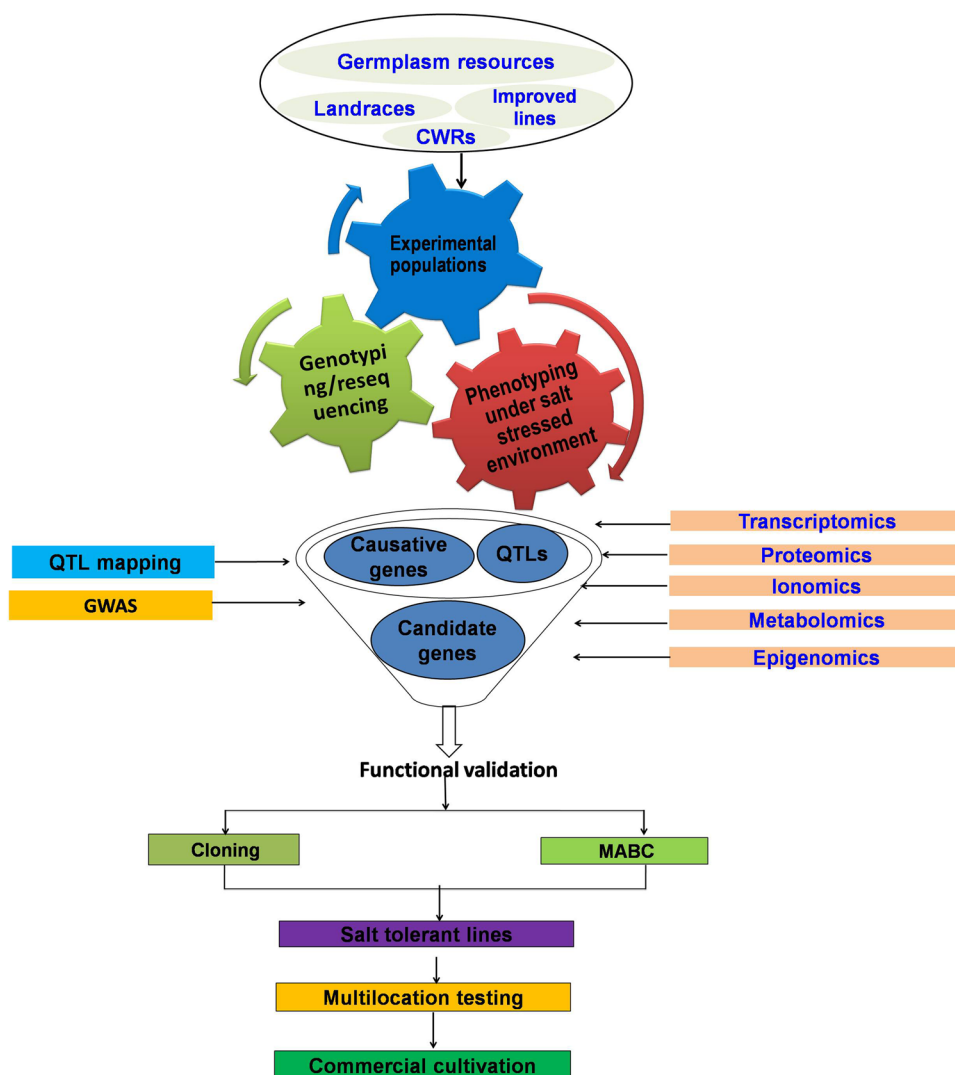 Germplasm resources
Landraces
Improved
lines
CWRs
Experimental
populations
Genotypi
ng/reseq
uencing
Phenotyping
under salt
stressed
environment
Causative
genes
QTLs
Candidate
genes
QTL mapping
GWAS
Transcriptomics
Proteomics
Ionomics
Metabolomics
Epigenomics
Functional validation
Cloning
MABC
Salt tolerant lines
Multilocation testing
Commercial cultivation